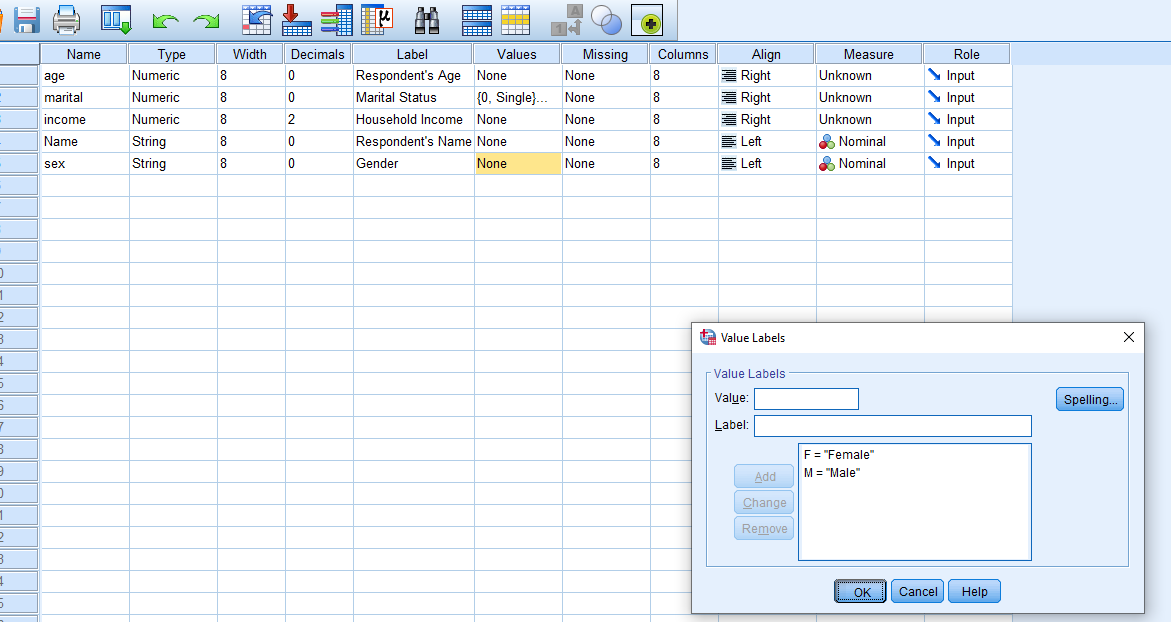 A
1
µ
Name Type Width Decimals Label Values Missing Columns Align Measure Role
age Numeric 8 0 Respondent's Age None None 8 Right Unknown Input
marital Numeric 8 0 Marital Status {0, Single}... None 8 Right Unknown Input
income Numeric 8 2 Household Income None None 8 Right Unknown Input
Name String 8 0 Respondent's Name None None 8 Left Nominal Input
sex String 8 0 Gender None None 8 Left Nominal Input
Value Labels
Value Labels
Value:
Spelling...
Label:
F = "Female"
M = "Male"
Add
Change
Remove
OK Cancel Help